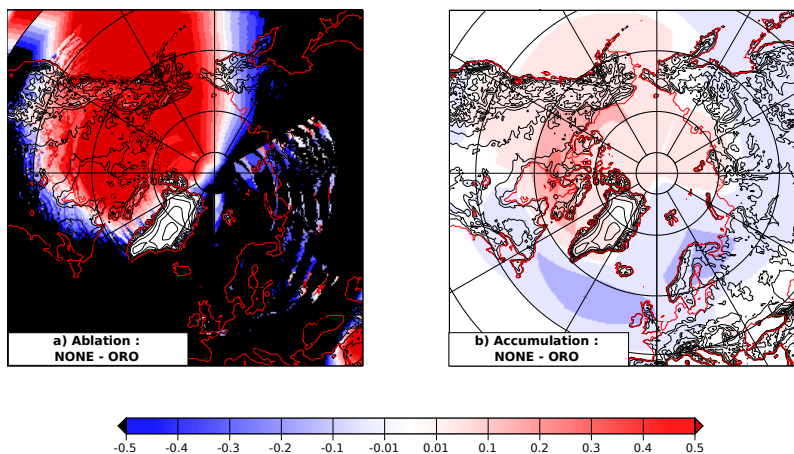 a) Ablation :
NONE - ORO
b) Accumulation :
NONE - ORO
-0.5 -0.4 -0.3 -0.2 -0.1 -0.01 0.01 0.1 0.2 0.3 0.4 0.5